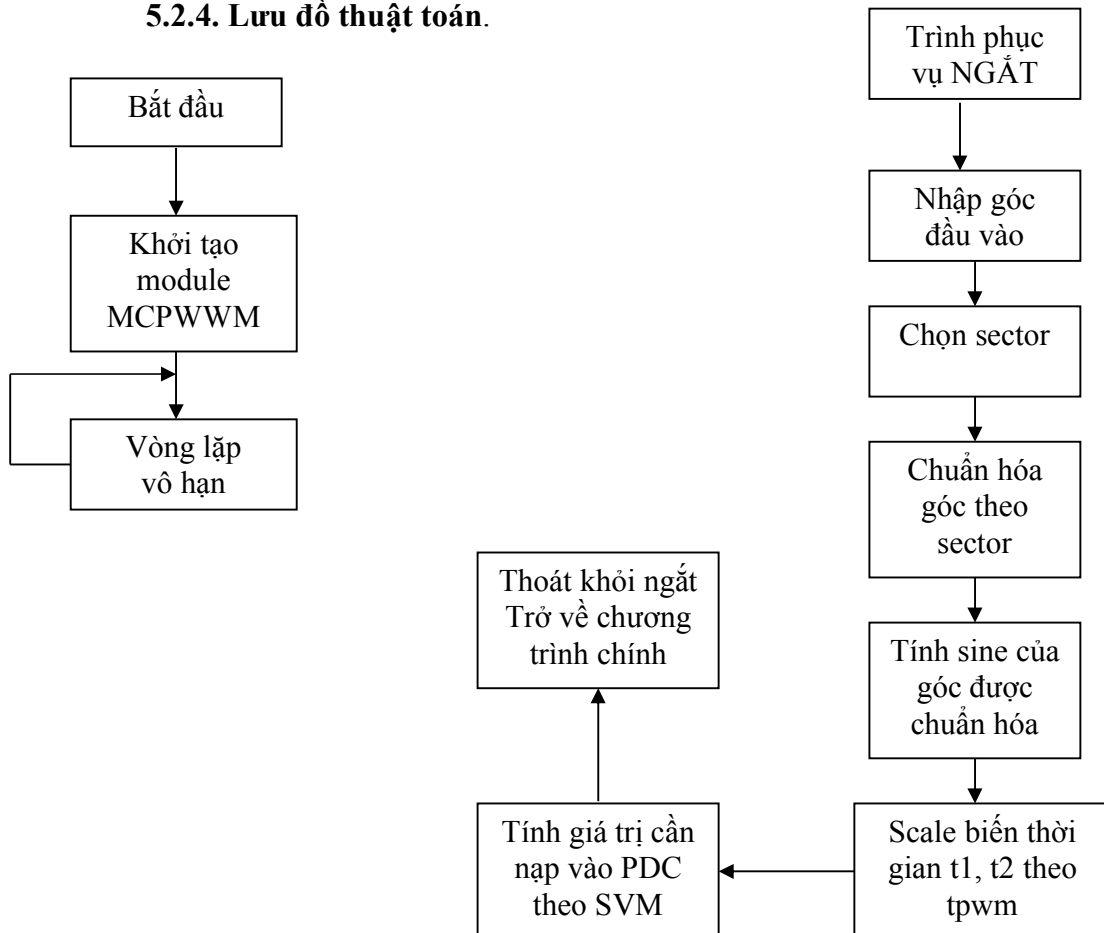 5.2.4. Lưu đồ thuật toán.
Bắt đầu
Khởi tạo
module
MCPWWM
Vòng lặp
vô hạn
Trình phục
vụ NGẮT
Nhập góc
đầu vào
Chọn sector
Chuẩn hóa
góc theo
sector
Tính sine của
góc được
chuẩn hóa
Scale biến thời
gian t1, t2 theo
tpwm
Tính giá trị cần
nạp vào PDC
theo SVM
Thoát khỏi ngắt
Trở về chương
trình chính